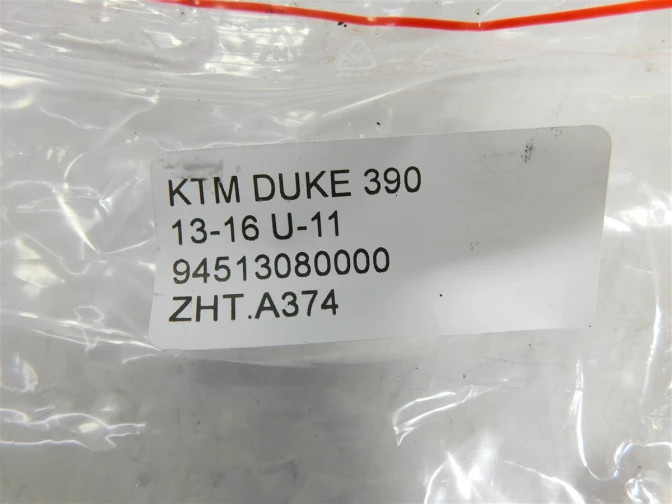 KTM DUKE 390
13-16 U-11
94513080000
ZHT.A374